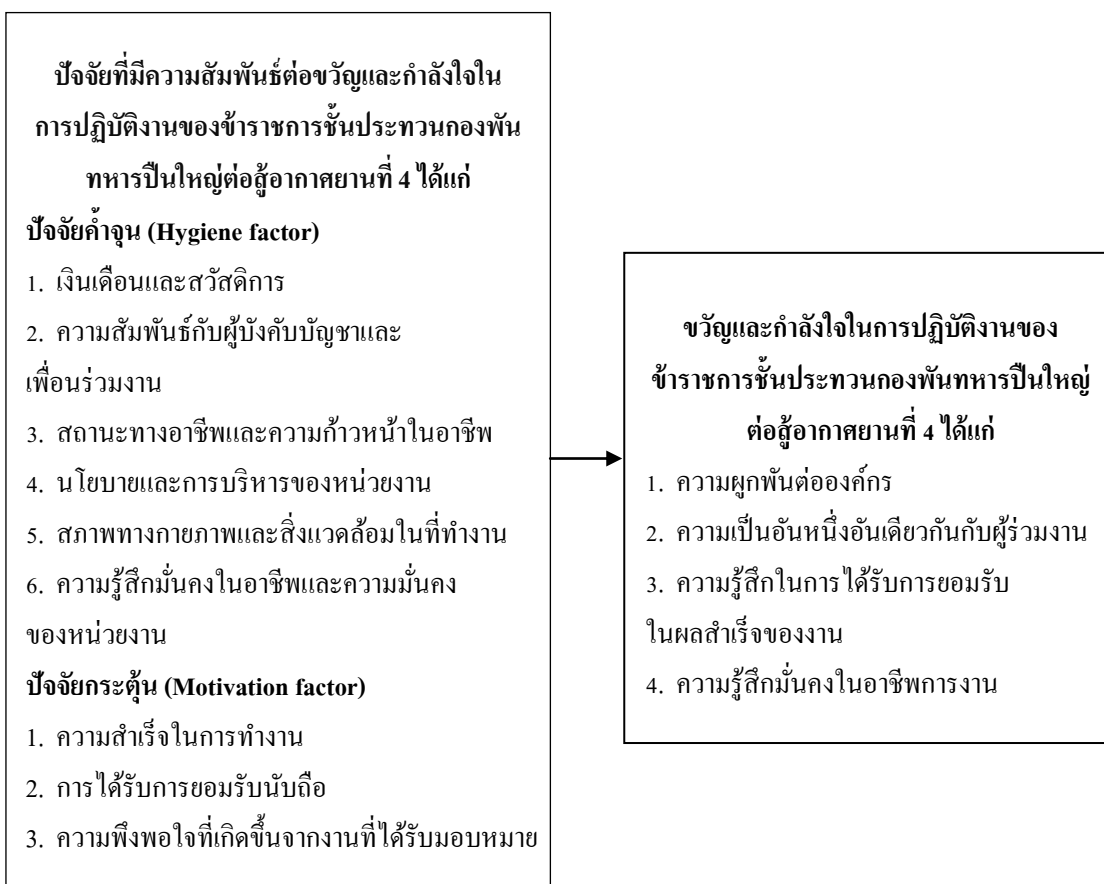 ปัจจัยที่มีความสัมพันธ์ต่อขวัญและกำลังใจใน
การปฏิบัติงานของข้าราชการชั้นประทวนกองพัน
ทหารปืนใหญ่ต่อสู้อากาศยานที่ 4 ได้แก่
ปัจจัยค้ำจุน (Hygiene factor)
1. เงินเดือนและสวัสดิการ
2. ความสัมพันธ์กับผู้บังคับบัญชาและ
เพื่อนร่วมงาน
3. สถานะทางอาชีพและความก้าวหน้าในอาชีพ
4. นโยบายและการบริหารของหน่วยงาน
5. สภาพทางกายภาพและสิ่งแวดล้อมในที่ทำงาน
6. ความรู้สึกมั่นคงในอาชีพและความมั่นคง
ของหน่วยงาน
ปัจจัยกระตุ้น (Motivation factor)
1. ความสำเร็จในการทำงาน
2. การได้รับการยอมรับนับถือ
3. ความพึงพอใจที่เกิดขึ้นจากงานที่ได้รับมอบหมาย
ขวัญและกำลังใจในการปฏิบัติงานของ
ข้าราชการชั้นประทวนกองพันทหารปืนใหญ่
ต่อสู้อากาศยานที่ 4 ได้แก่
1. ความผูกพันต่อองค์กร
2. ความเป็นอันหนึ่งอันเดียวกันกับผู้ร่วมงาน
3. ความรู้สึกในการได้รับการยอมรับ
ในผลสำเร็จของงาน
4. ความรู้สึกมั่นคงในอาชีพการงาน